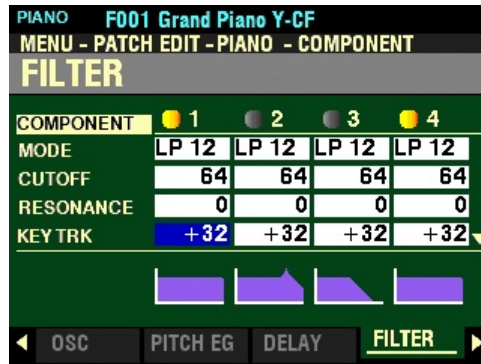 PIANO F001 Grand Piano Y-CF
MENU - PATCH EDIT - PIANO - COMPONENT
FILTER
COMPONENT 1 2 3 4
MODE LP 12 LP 12 LP 12 LP 12
CUTOFF 64 64 64 64
RESONANCE 0 0 0 0
KEY TRK +32 +32 +32 +32
OSC PITCH EG DELAY FILTER